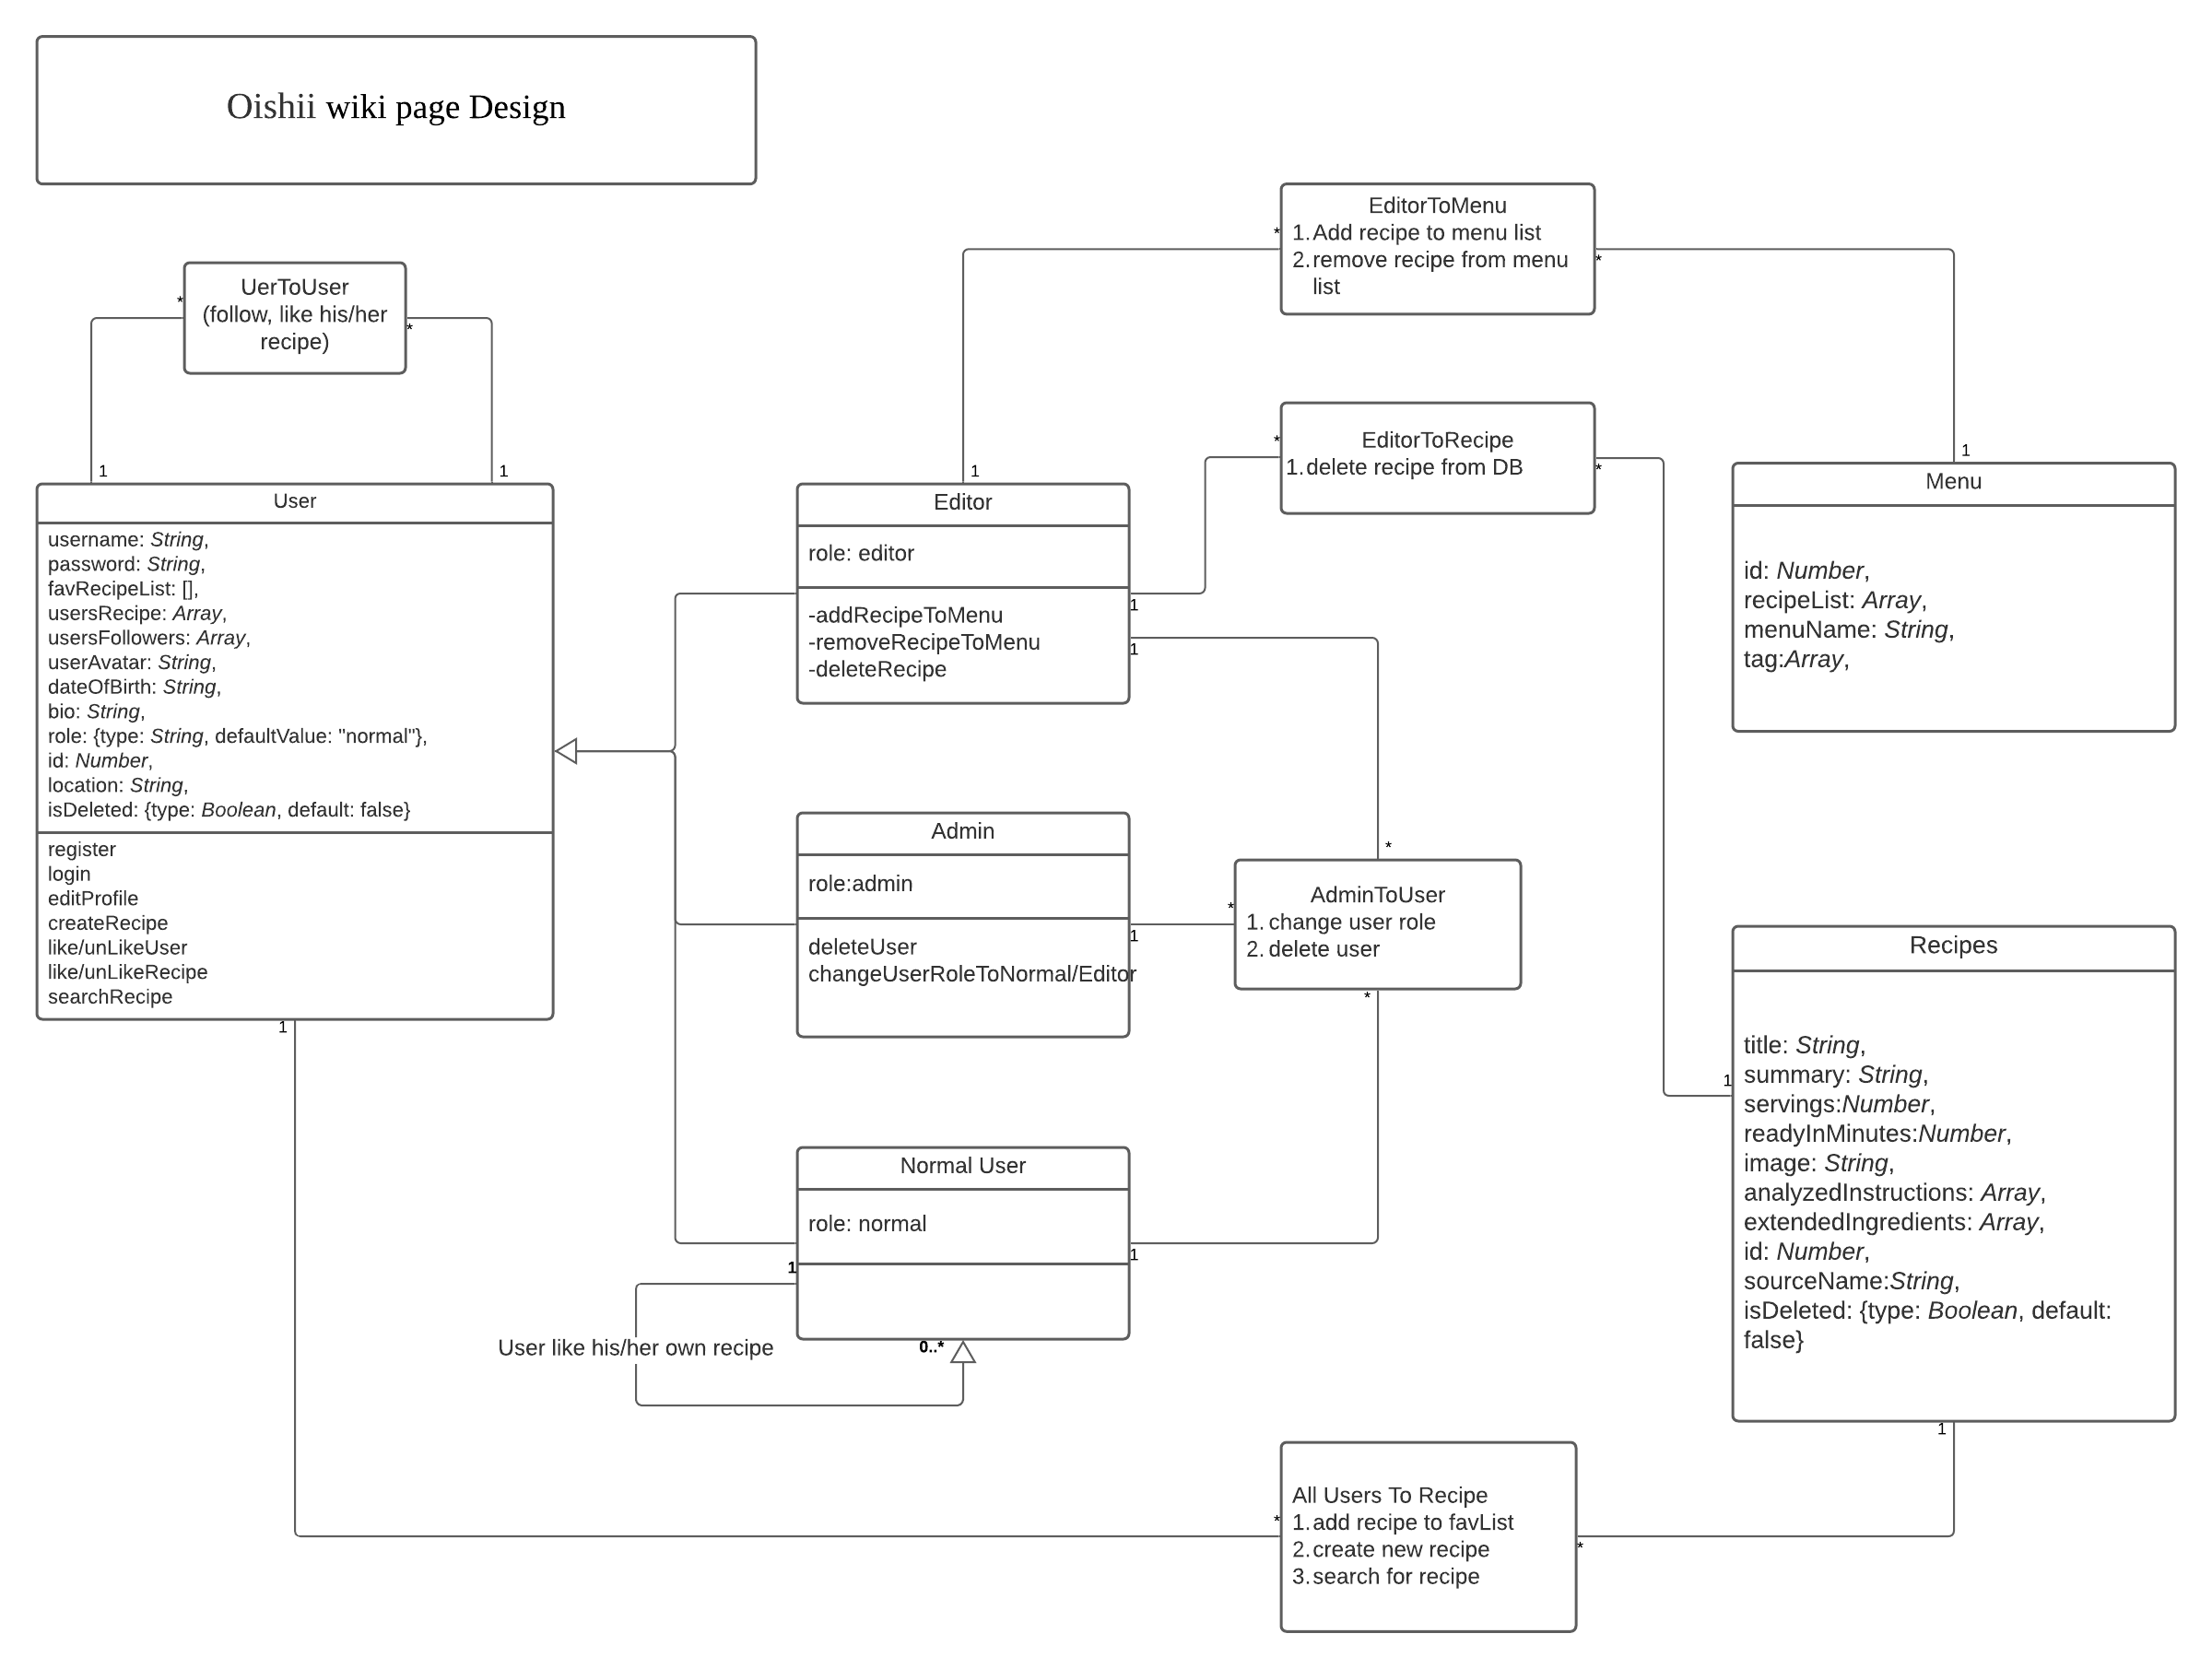 Oishii wiki page Design
UerToUser
(follow, like his/her
recipe)
*
*
1
1
User
username: String,
password: String,
favRecipeList: [],
usersRecipe: Array,
usersFollowers: Array,
userAvatar: String,
dateOfBirth: String,
bio: String,
role: {type: String, defaultValue: "normal"},
id: Number,
location: String,
isDeleted: {type: Boolean, default: false}
register
login
editProfile
createRecipe
like/unLikeUser
like/unLikeRecipe
searchRecipe
1
EditorToMenu
1. Add recipe to menu list
2. remove recipe from menu
list
*
*
1
1
EditorToRecipe
1. delete recipe from DB
*
*
Editor
role: editor
-addRecipeToMenu
-removeRecipeToMenu
-deleteRecipe
1
1
Menu
id: Number,
recipeList: Array,
menuName: String,
tag:Array,
Admin
role:admin
deleteUser
changeUserRoleToNormal/Editor
1
*
*
AdminToUser
1. change user role
2. delete user
*
Normal User
role: normal
1
1
0..*
User like his/her own recipe
Recipes
1
title: String,
summary: String,
servings:Number,
readyInMinutes:Number,
image: String,
analyzedInstructions: Array,
extendedIngredients: Array,
id: Number,
sourceName:String,
isDeleted: {type: Boolean, default:
false}
1
All Users To Recipe
1. add recipe to favList
2. create new recipe
3. search for recipe
*
*